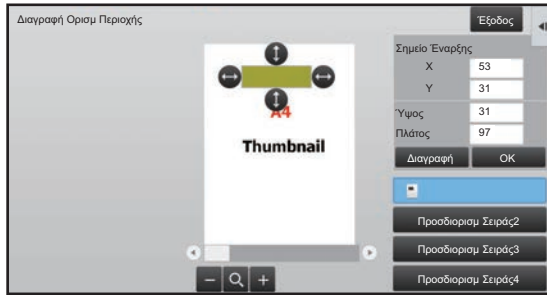 Διαγραφή Ορισμ Περιοχής
Έξοδος
Σημείο Έναρξης
X 53
Y 31
Ύψος 31
Πλάτος 97
Διαγραφή OK
A4
Thumbnail
Προσδιορισμ Σειράς2
Προσδιορισμ Σειράς3
Προσδιορισμ Σειράς4